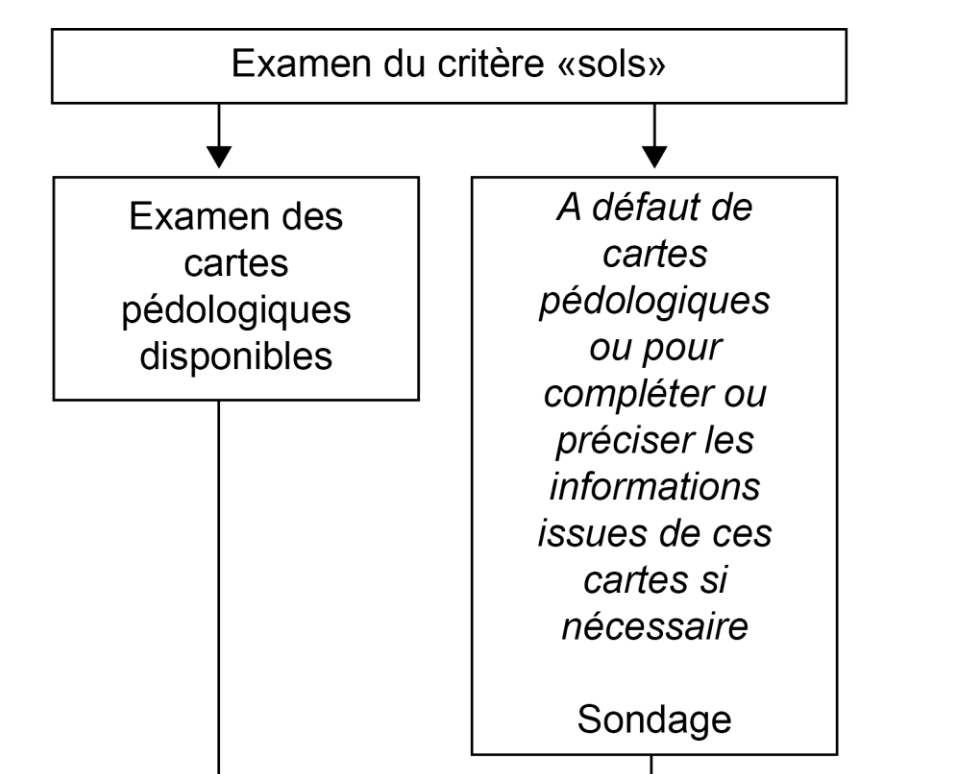 Examen du critère «sols»
Examen des
cartes
pédologiques
disponibles
A défaut de
cartes
pédologiques
ou pour
compléter ou
préciser les
informations
issues de ces
cartes si
nécessaire
Sondage